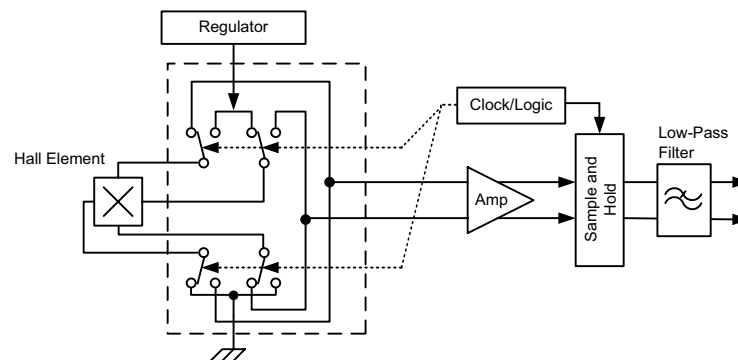 Regulator
Clock/Logic
Hall Element
Amp
Sample and
Hold
Low-Pass
Filter